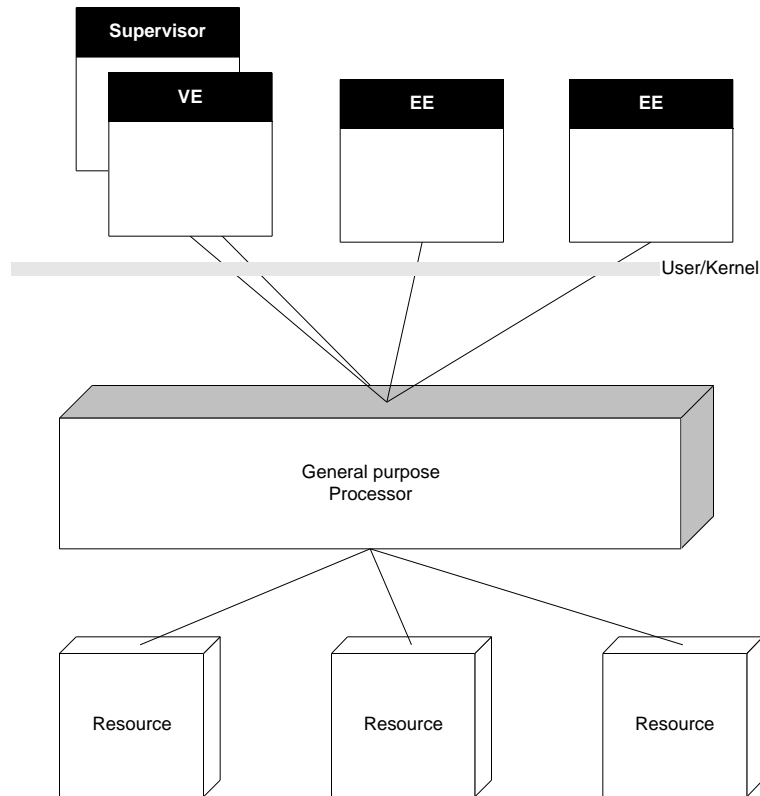 Supervisor
VE
EE
EE
User/Kernel
General purpose
Processor
Resource
Resource
Resource